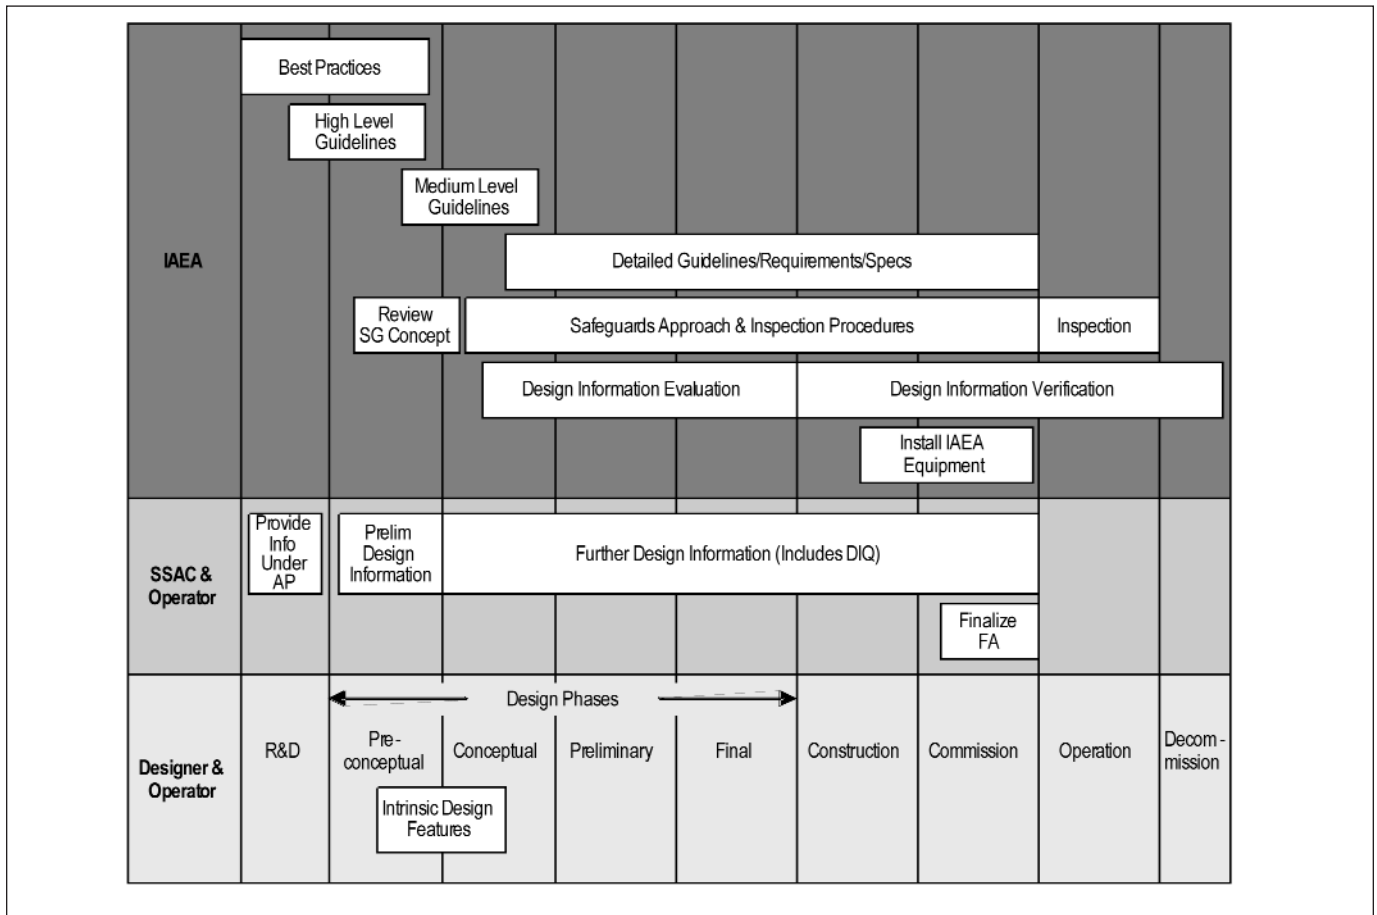 Best Practices
High Level
Guidelines
Medium Level
Guidelines
IAEA
Detailed Guidelines/Requirements/Specs
Review
SG Concept
Safeguards Approach & Inspection Procedures
Inspection
Design Information Evaluation
Design Information Verification
Install IAEA
Equipment
SSAC &
Operator
Provide
Info
Under
AP
Prelim
Design
Information
Further Design Information (Includes DIQ)
Finalize
FA
Designer &
Operator
Design Phases
R&D
Pre-
conceptual
Conceptual
Preliminary
Final
Construction
Commission
Operation
Decom-
mission
Intrinsic Design
Features